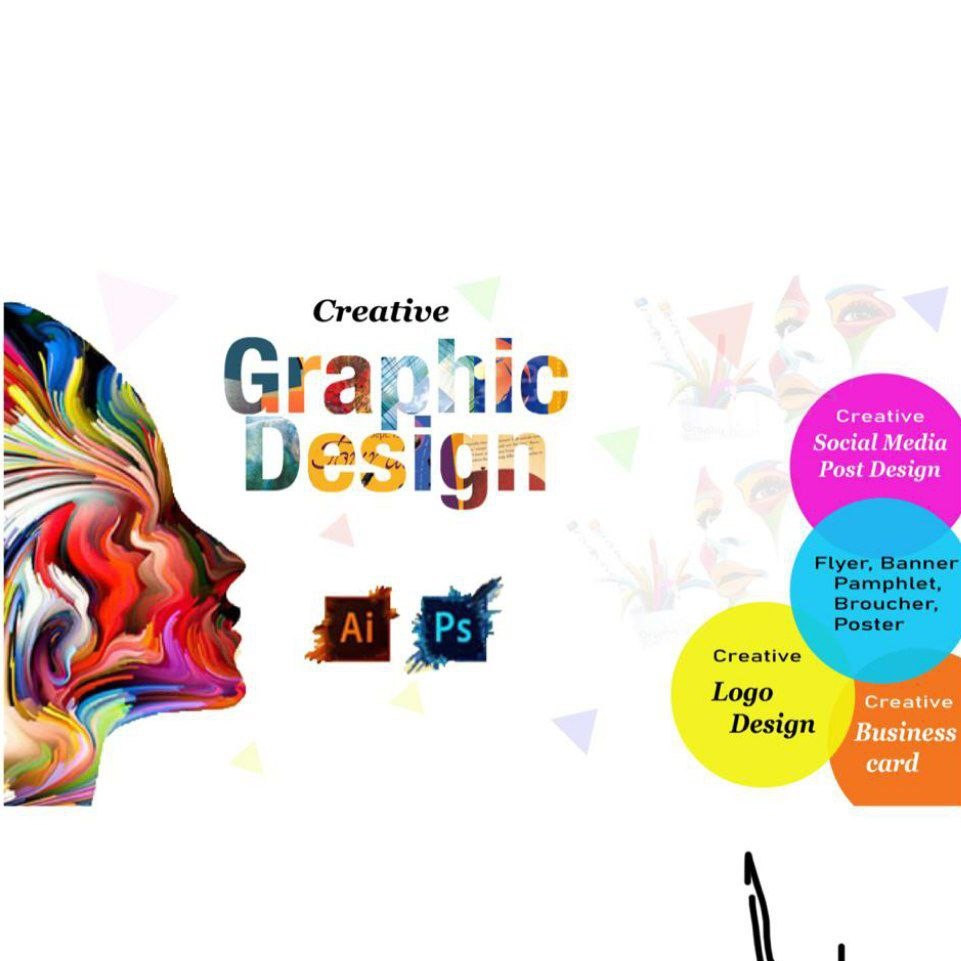 Creative
Graphic
Design
Ai
Ps
Creative
Social Media
Post Design
Flyer, Banner
Pamphlet,
Broucher,
Poster
Creative
Logo
Design
Creative
Business
card